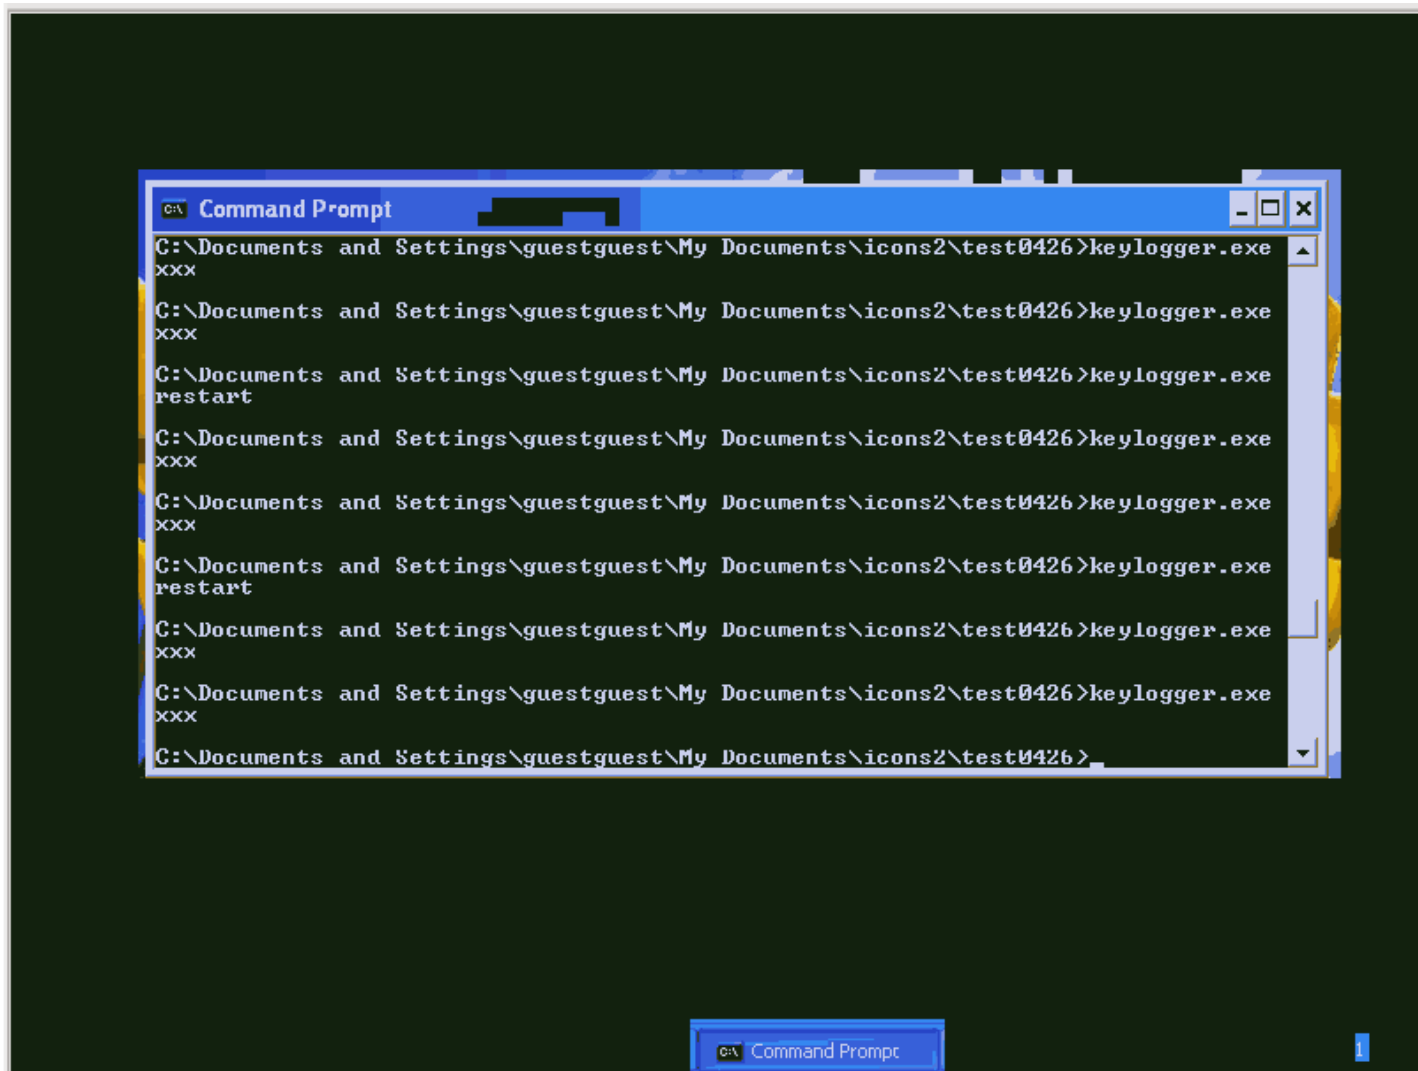 Command Prompt
C:\Documents and Settings\guestguest\My Documents\icons2\test0426>keylogger.exe
xxx
C:\Documents and Settings\guestguest\My Documents\icons2\test0426>keylogger.exe
xxx
C:\Documents and Settings\guestguest\My Documents\icons2\test0426>keylogger.exe
restart
C:\Documents and Settings\guestguest\My Documents\icons2\test0426>keylogger.exe
xxx
C:\Documents and Settings\guestguest\My Documents\icons2\test0426>keylogger.exe
xxx
C:\Documents and Settings\guestguest\My Documents\icons2\test0426>keylogger.exe
restart
C:\Documents and Settings\guestguest\My Documents\icons2\test0426>keylogger.exe
xxx
C:\Documents and Settings\guestguest\My Documents\icons2\test0426>keylogger.exe
xxx
C:\Documents and Settings\guestguest\My Documents\icons2\test0426>_
Command Prompt
1